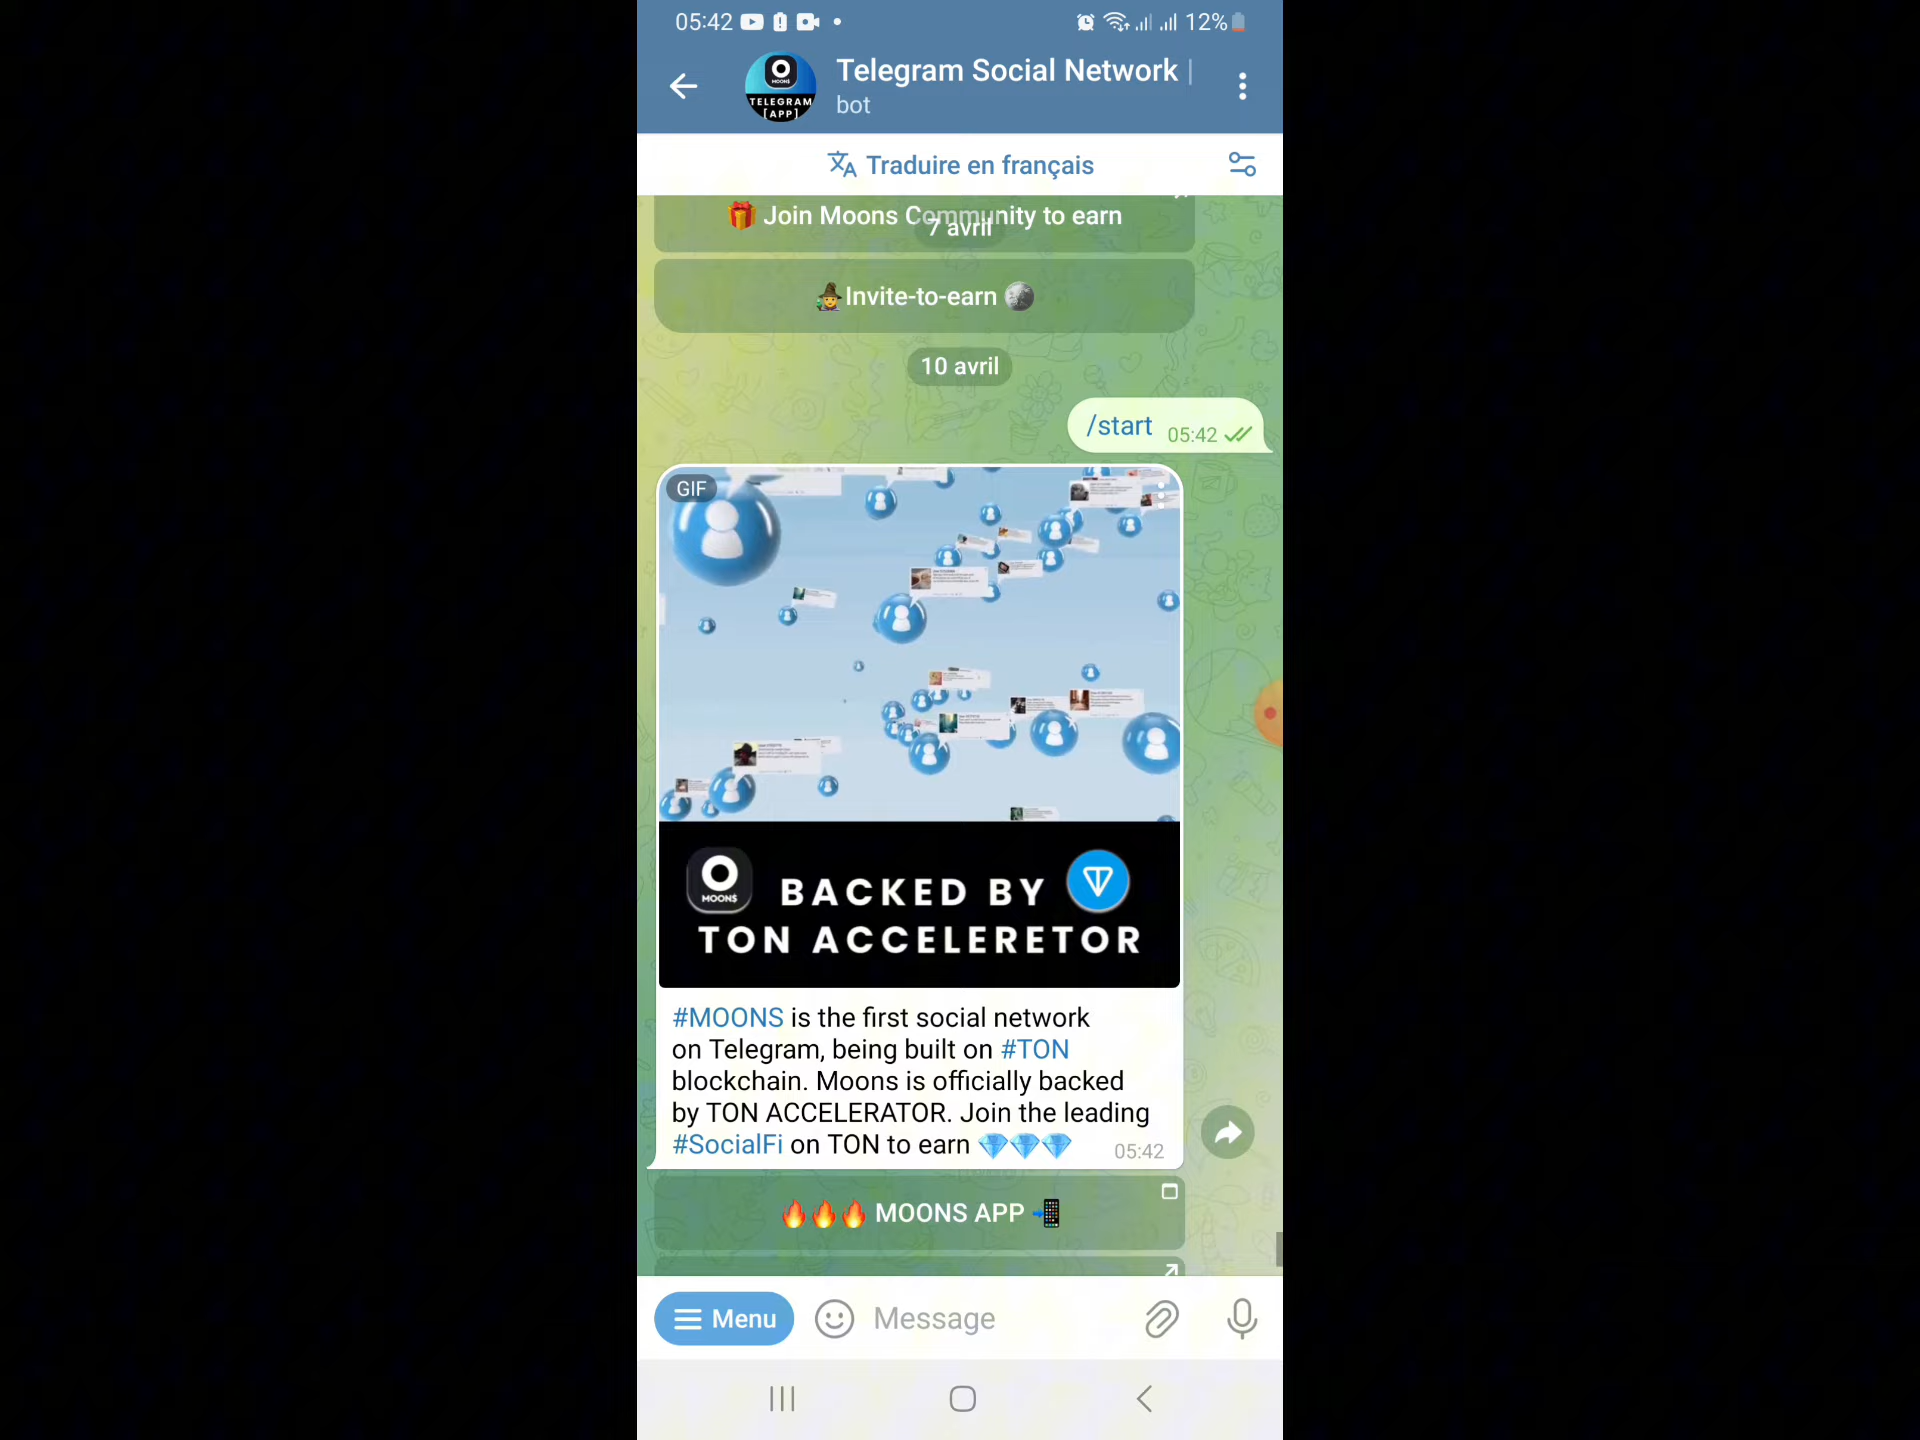 05:42
12%
Telegram Social Network |
bot
MOONS
TELEGRAM
[APP]
Traduire en français
Join Moons Community to earn
7 avril
Invite-to-earn
10 avril
/start 05:42
GIF
MOONS
BACKED BY
TON ACCELERETOR
#MOONS is the first social network
on Telegram, being built on #TON
blockchain. Moons is officially backed
by TON ACCELERATOR. Join the leading
#SocialFi on TON to earn 💎💎💎 05:42
🔥🔥🔥 MOONS APP 📲
Menu
Message